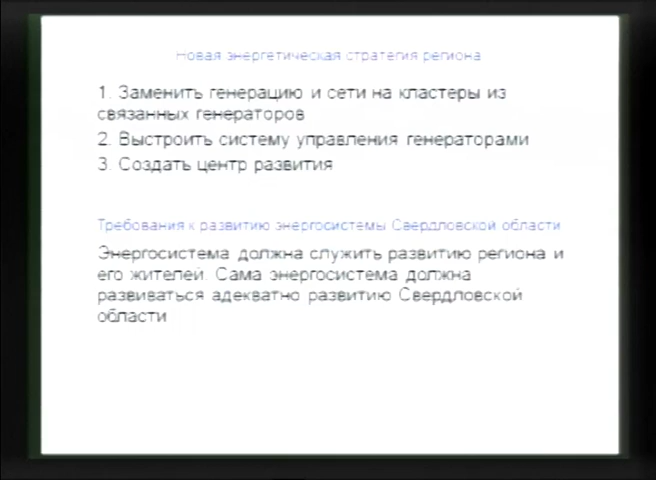 Новая энергетическая стратегия региона
1. Заменить генерацию и сети на кластеры из
связанных генераторов
2. Выстроить систему управления генераторами
3. Создать центр развития
Требования к развитию энергосистемы Свердловской области
Энергосистема должна служить развитию региона и
его жителей. Сама энергосистема должна
развиваться адекватно развитию Свердловской
области